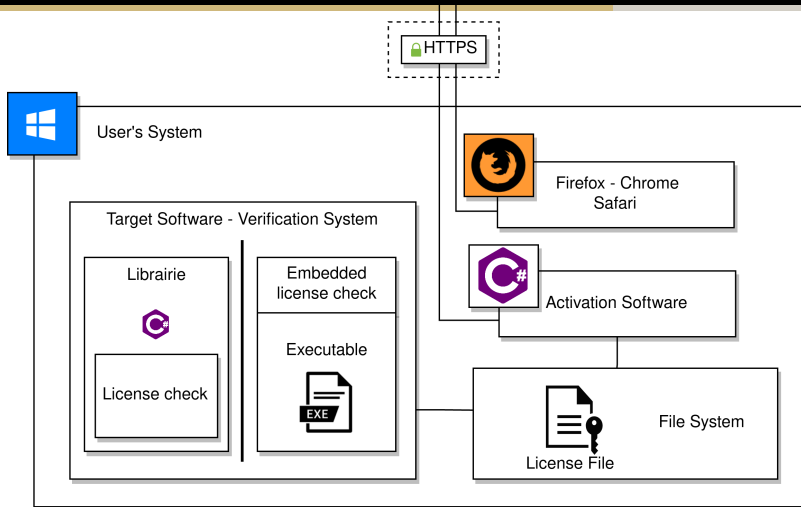 HTTPS
User's System
Firefox - Chrome
Safari
Target Software - Verification System
Librairie
Embedded
license check
C#
C#
Activation Software
Executable
License check
EXE
File System
License File